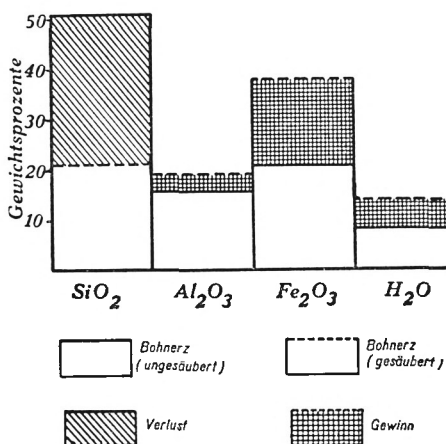 Gewichtsprozente
50
40
30
20
10
SiO₂ Al₂O₃ Fe₂O₃ H₂O
Bohnerz
(ungesäubert)
Bohnerz
(gesäubert)
Verlust
Gewinn